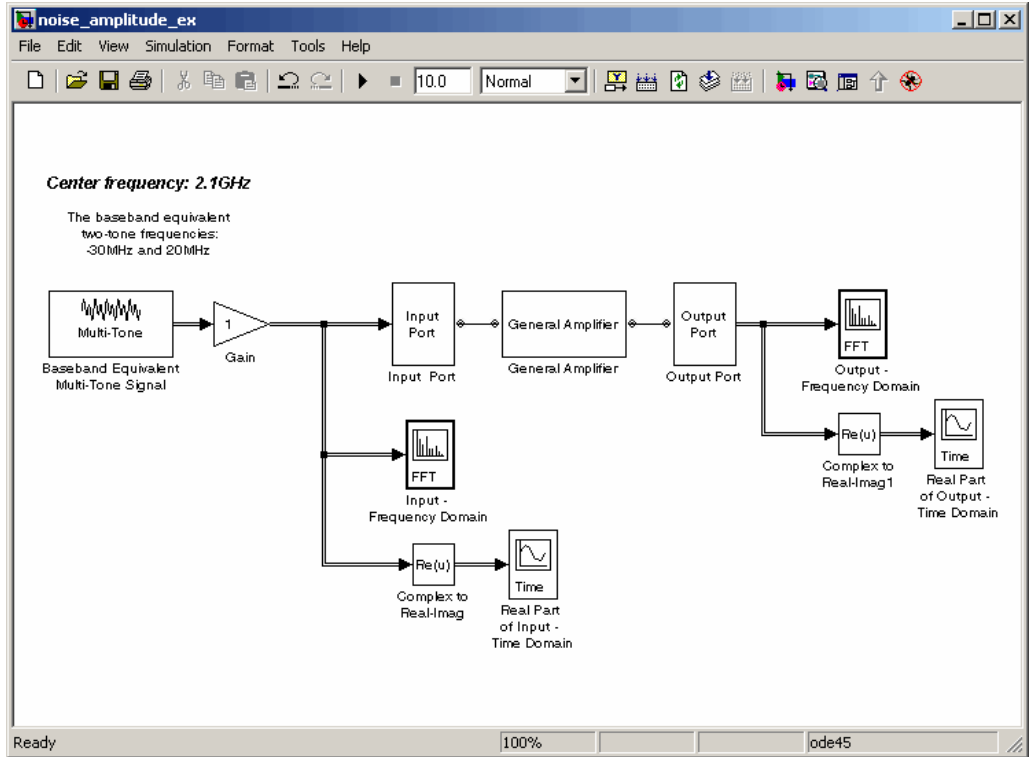 noise_amplitude_ex
File Edit View Simulation Format Tools Help
10.0 Normal
Center frequency: 2.1GHz
The baseband equivalent
two-tone frequencies:
-30MHz and 20MHz
Multi-Tone
Baseband Equivalent
Multi-Tone Signal
1
Gain
Input
Port
Input Port
General Amplifier
General Amplifier
Output
Port
Output Port
FFT
Output -
Frequency Domain
Re(u)
Complex to
Real-Imag1
Time
Real Part
of Output -
Time Domain
FFT
Input -
Frequency Domain
Re(u)
Complex to
Real-Imag
Time
Real Part
of Input -
Time Domain
Ready 100% ode45